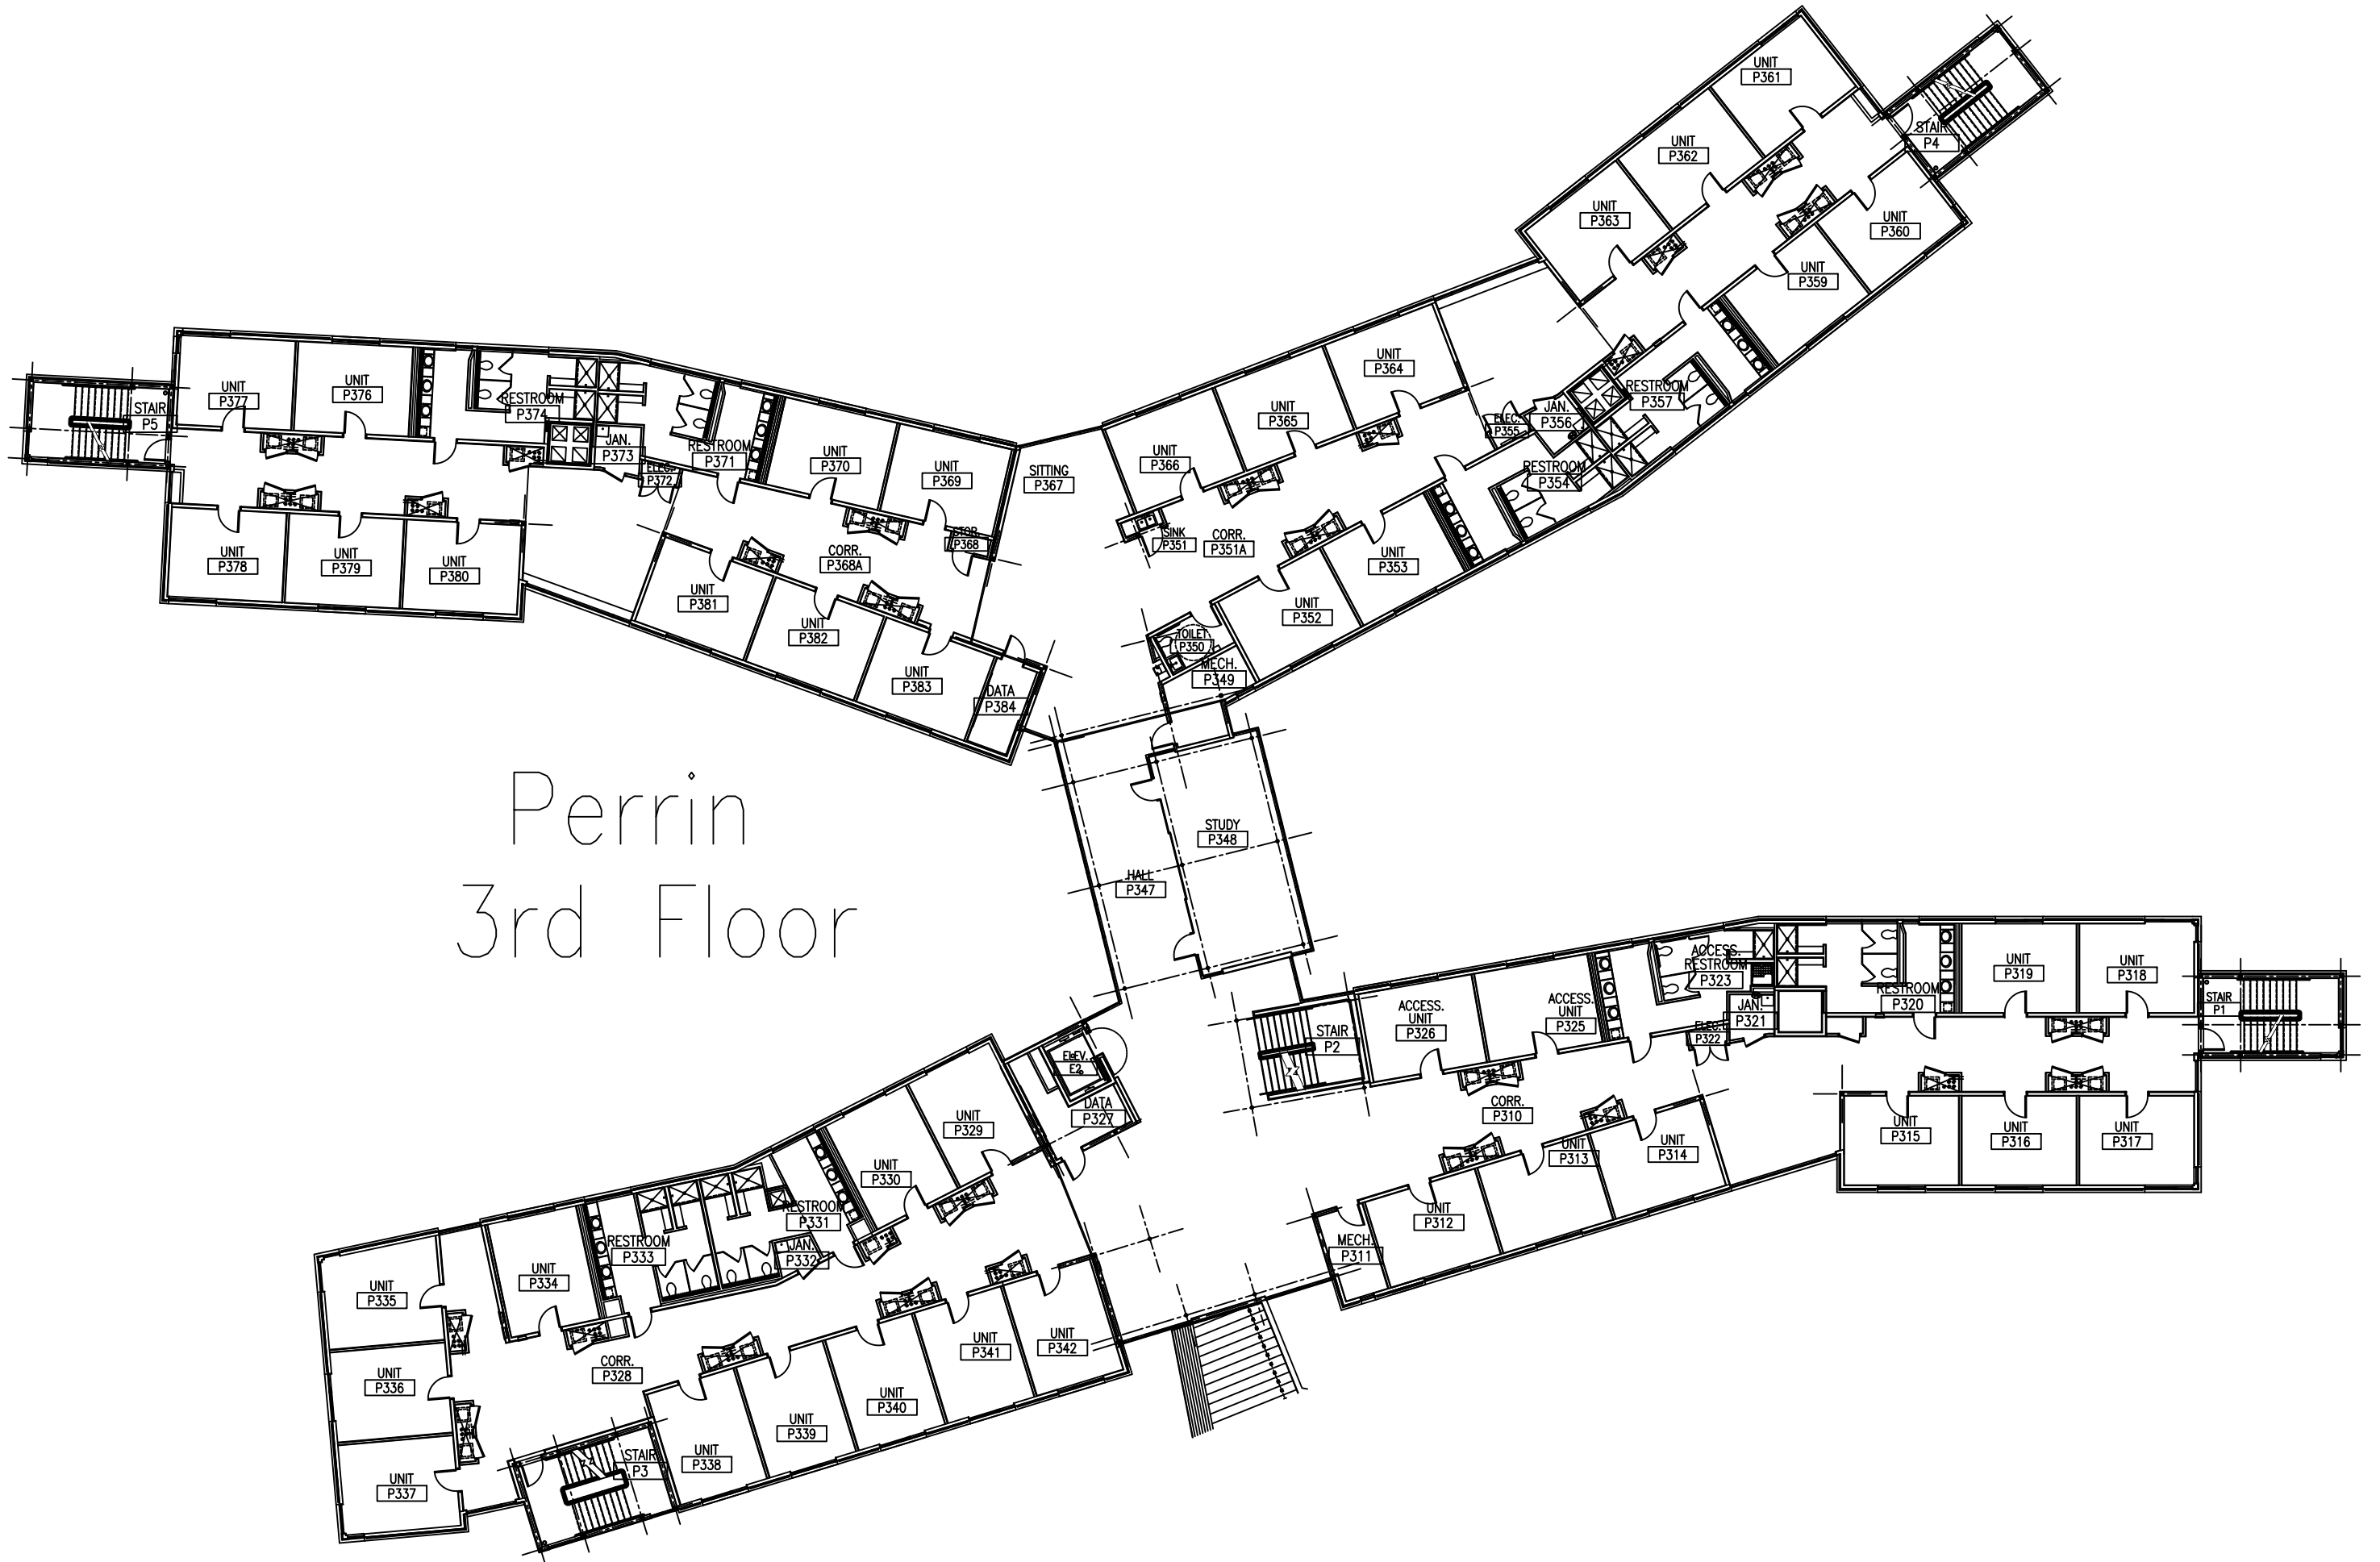 UNIT
P361
STAIR
P4
UNIT
P362
UNIT
P363
UNIT
P360
UNIT
P359
UNIT
P364
RESTROOM
P357
JAN.
P356
ELEC.
P355
RESTROOM
P354
UNIT
P365
UNIT
P366
SITTING
P367
SINK
P351
CORR.
P351A
UNIT
P353
UNIT
P352
TOILET
P350
MECH.
P349
UNIT
P377
UNIT
P376
STAIR
P5
RESTROOM
P374
JAN.
P373
ELEC.
P372
RESTROOM
P371
UNIT
P370
UNIT
P369
STOR.
P368
CORR.
P368A
UNIT
P378
UNIT
P379
UNIT
P380
UNIT
P381
UNIT
P382
UNIT
P383
DATA
P384
Perrin
3rd Floor
STUDY
P348
HALL
P347
STAIR
P2
ACCESS.
UNIT
P326
ACCESS.
UNIT
P325
ACCESS.
RESTROOM
P323
JAN.
P321
ELEC.
P322
RESTROOM
P320
UNIT
P319
UNIT
P318
STAIR
P1
CORR.
P310
UNIT
P315
UNIT
P316
UNIT
P317
UNIT
P314
UNIT
P313
UNIT
P312
MECH.
P311
ELEV.
E2
DATA
P327
UNIT
P329
UNIT
P330
RESTROOM
P331
JAN.
P332
RESTROOM
P333
UNIT
P334
UNIT
P335
UNIT
P336
UNIT
P337
CORR.
P328
STAIR
P3
UNIT
P338
UNIT
P339
UNIT
P340
UNIT
P341
UNIT
P342